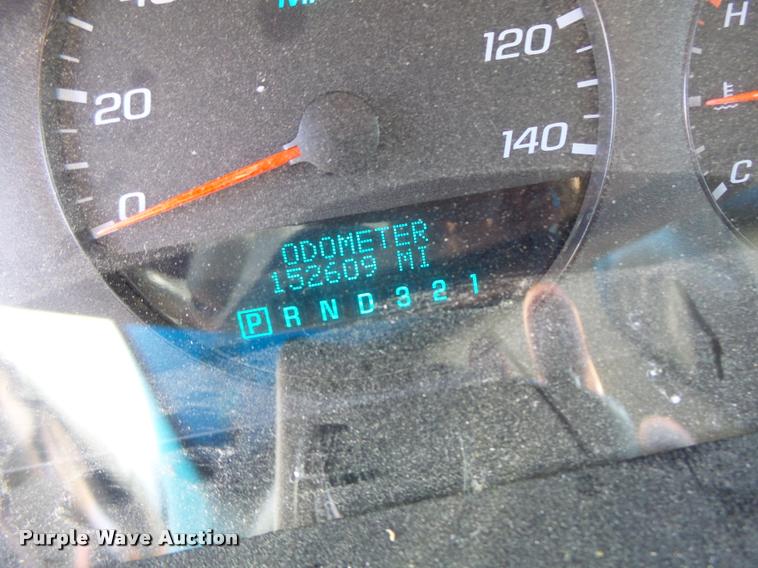 120
20
140
0
H
C
ODOMETER
152609 MI
P R N D 3 2 1
Purple Wave Auction